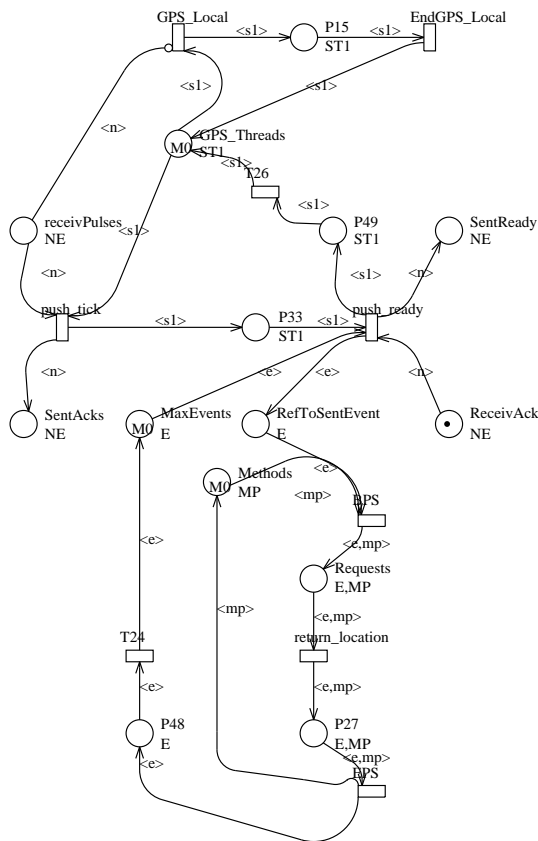 GPS_Local
P15
EndGPS_Local
<s1>
<s1>
ST1
<s1>
<s1>
<n>
GPS_Threads
M0
ST1
<s1>
T26
<s1>
receivPulses
NE
<s1>
P49
ST1
SentReady
NE
<n>
<s1>
<n>
push_tick
<s1>
P33
ST1
<s1>
push_ready
<n>
<e>
<e>
<n>
SentAcks
NE
M0
MaxEvents
E
RefToSentEvent
E
ReceivAck
NE
<e>
M0
Methods
MP
<mp>
BPS
<e>
<e,mp>
Requests
E,MP
<mp>
<e,mp>
T24
return_location
<e>
<e,mp>
P48
E
P27
E,MP
<e>
<e,mp>
EPS